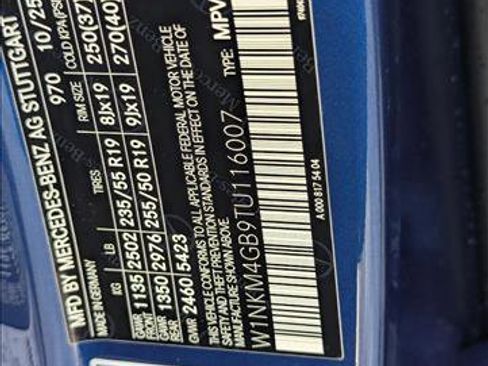 MFD BY MERCEDES-BENZ AG STUTTGART
MADE IN GERMANY 970 10/25
KG LB TIRES RIM SIZE COLD KPA(PSI
GAWR FRONT 1135 2502 235/55 R19 8Jx19 250(37
GAWR REAR 1350 2976 255/50 R19 9Jx19 270(40
GVWR 2460 5423
THIS VEHICLE CONFORMS TO ALL APPLICABLE FEDERAL MOTOR VEHICLE
SAFETY AND THEFT PREVENTION STANDARDS IN EFFECT ON THE DATE OF
MANUFACTURE SHOWN ABOVE.
W1NKM4GB9TU116007 TYPE MPV
A 000 817 54 04